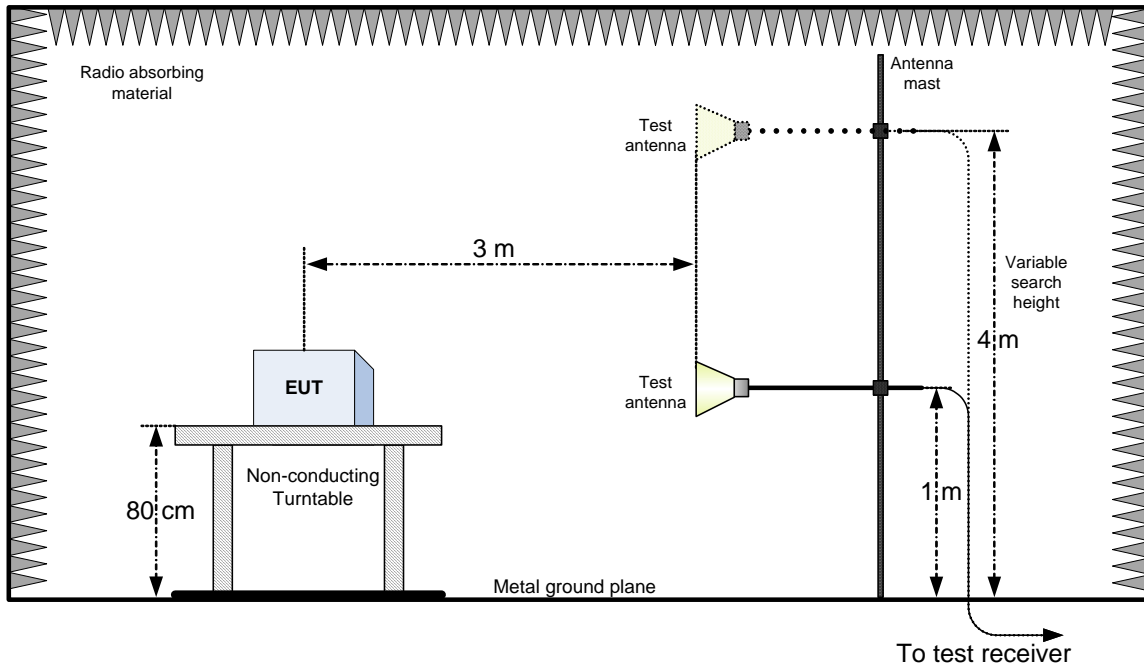 Radio absorbing
material
Antenna
mast
Test
antenna
3 m
Variable
search
height
4 m
EUT
Test
antenna
Non-conducting
Turntable
80 cm
1 m
Metal ground plane
To test receiver